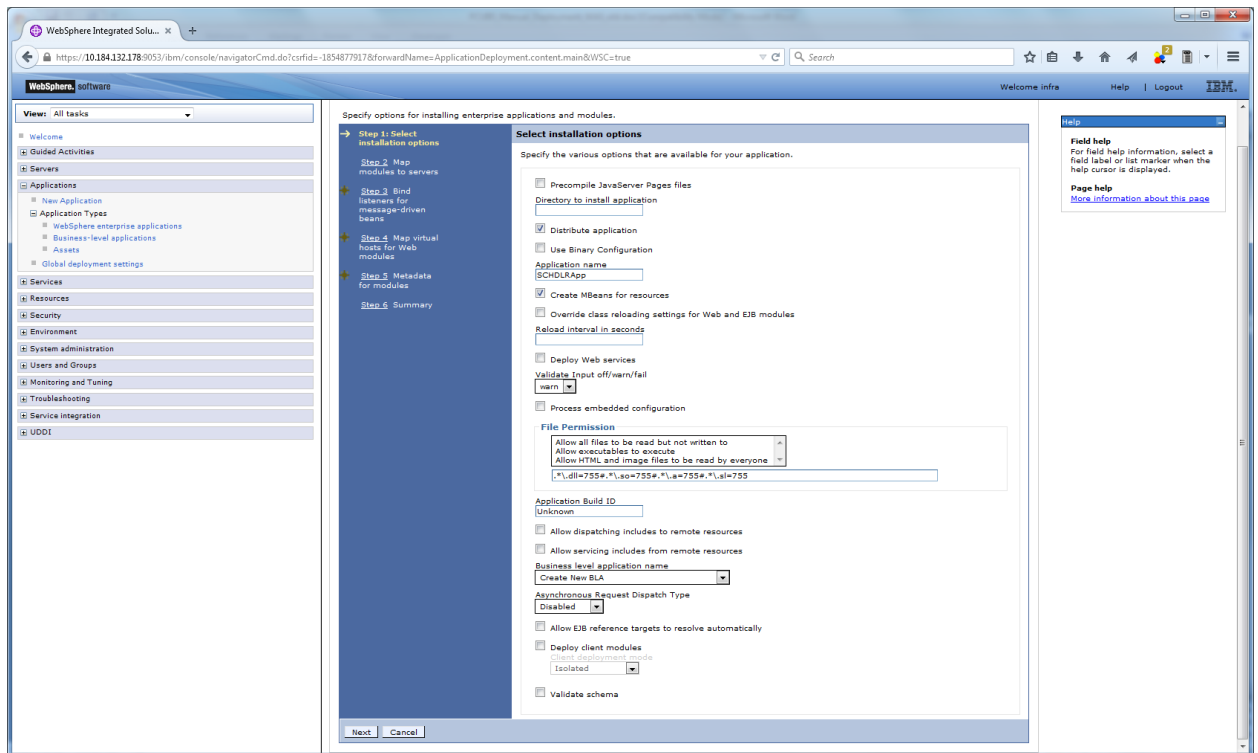 WebSphere Integrated Solu... × +
https://10.184.132.178:9053/ibm/console/navigatorCmd.do?csrfid=-1854877917&forwardName=ApplicationDeployment.content.main&WSC=true
Search
2
WebSphere. software
Welcome infra
Help | Logout
IBM.
View: All tasks
Welcome
Guided Activities
Servers
Applications
New Application
Application Types
WebSphere enterprise applications
Business-level applications
Assets
Global deployment settings
Services
Resources
Security
Environment
System administration
Users and Groups
Monitoring and Tuning
Troubleshooting
Service integration
UDDI
Specify options for installing enterprise applications and modules.
Step 1: Select
installation options
Step 2 Map
modules to servers
Step 3 Bind
listeners for
message-driven
beans
Step 4 Map virtual
hosts for Web
modules
Step 5 Metadata
for modules
Step 6 Summary
Select installation options
Specify the various options that are available for your application.
Precompile JavaServer Pages files
Directory to install application
Distribute application
Use Binary Configuration
Application name
SCHDLRApp
Create MBeans for resources
Override class reloading settings for Web and EJB modules
Reload interval in seconds
Deploy Web services
Validate Input off/warn/fail
warn
Process embedded configuration
File Permission
Allow all files to be read but not written to
Allow executables to execute
Allow HTML and image files to be read by everyone
.*\.dll=755#.*\.so=755#.*\.a=755#.*\.sl=755
Application Build ID
Unknown
Allow dispatching includes to remote resources
Allow servicing includes from remote resources
Business level application name
Create New BLA
Asynchronous Request Dispatch Type
Disabled
Allow EJB reference targets to resolve automatically
Deploy client modules
Client deployment mode
Isolated
Validate schema
Next Cancel
Help
Field help
For field help information, select a
field label or list marker when the
help cursor is displayed.
Page help
More information about this page